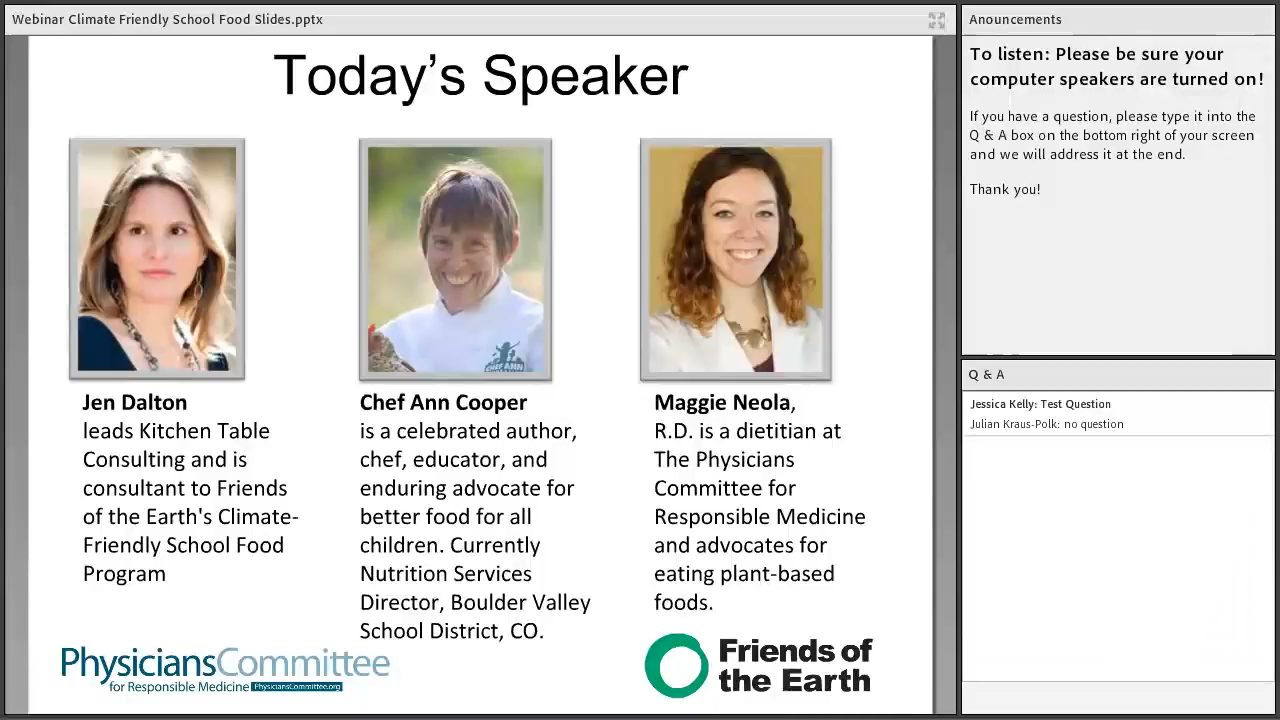 Webinar Climate Friendly School Food Slides.pptx
Today's Speaker
CHEF ANN
Jen Dalton
leads Kitchen Table
Consulting and is
consultant to Friends
of the Earth's Climate-
Friendly School Food
Program
Chef Ann Cooper
is a celebrated author,
chef, educator, and
enduring advocate for
better food for all
children. Currently
Nutrition Services
Director, Boulder Valley
School District, CO.
Maggie Neola,
R.D. is a dietitian at
The Physicians
Committee for
Responsible Medicine
and advocates for
eating plant-based
foods.
PhysiciansCommittee
for Responsible Medicine PhysiciansCommittee.org
Friends of
the Earth
Anouncements
To listen: Please be sure your
computer speakers are turned on!
If you have a question, please type it into the
Q & A box on the bottom right of your screen
and we will address it at the end.
Thank you!
Q & A
Jessica Kelly: Test Question
Julian Kraus-Polk: no question